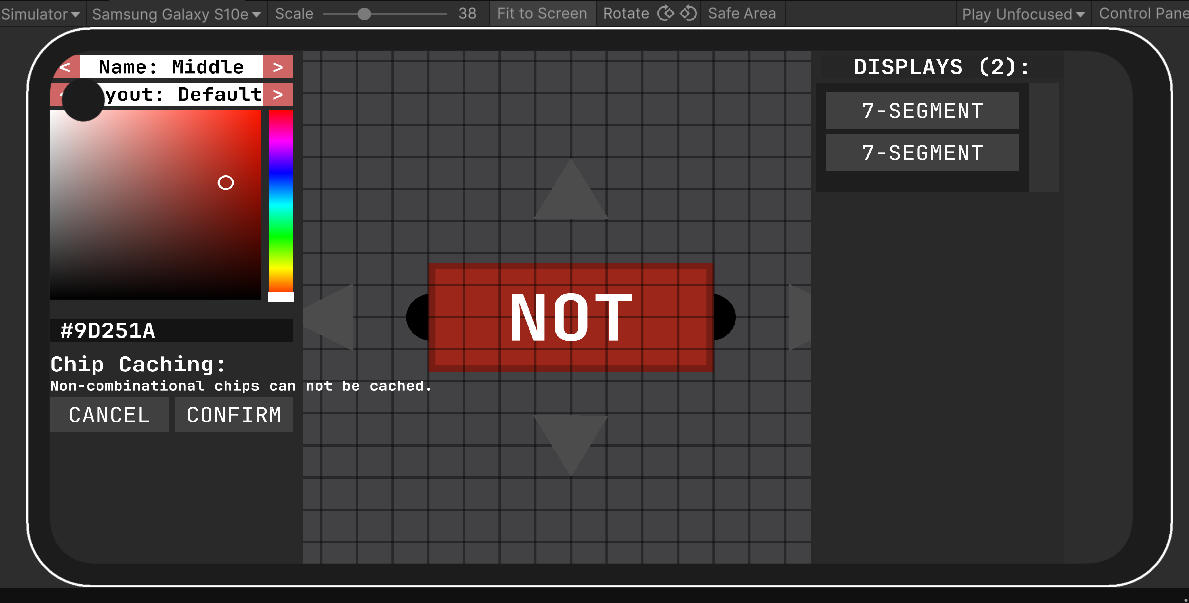 Simulator Samsung Galaxy S10e Scale 38 Fit to Screen Rotate Safe Area Play Unfocused Control Pane
< Name: Middle >
yout: Default >
#9D251A
Chip Caching:
Non-combinational chips can not be cached.
CANCEL CONFIRM
NOT
DISPLAYS (2):
7-SEGMENT
7-SEGMENT